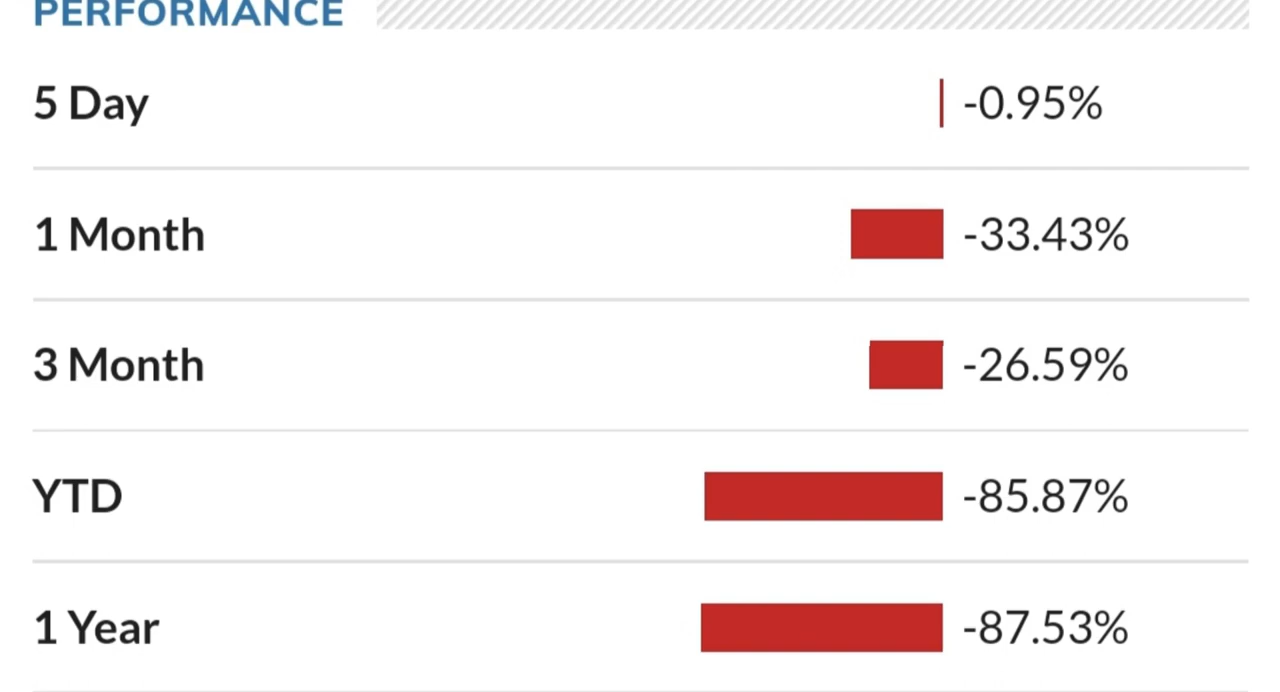 PERFORMANCE
5 Day -0.95%
1 Month -33.43%
3 Month -26.59%
YTD -85.87%
1 Year -87.53%